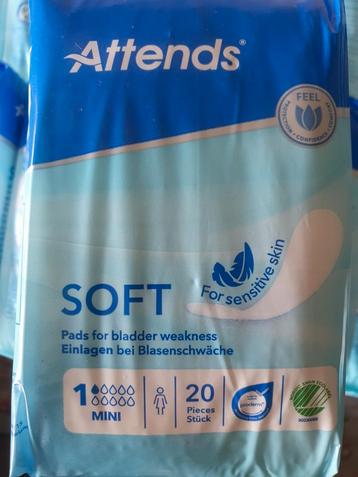 Attends®
FEEL
SOFT
For sensitive skin
Pads for bladder weakness
Einlagen bei Blasenschwäche
1
MINI
20
Pieces
Stück